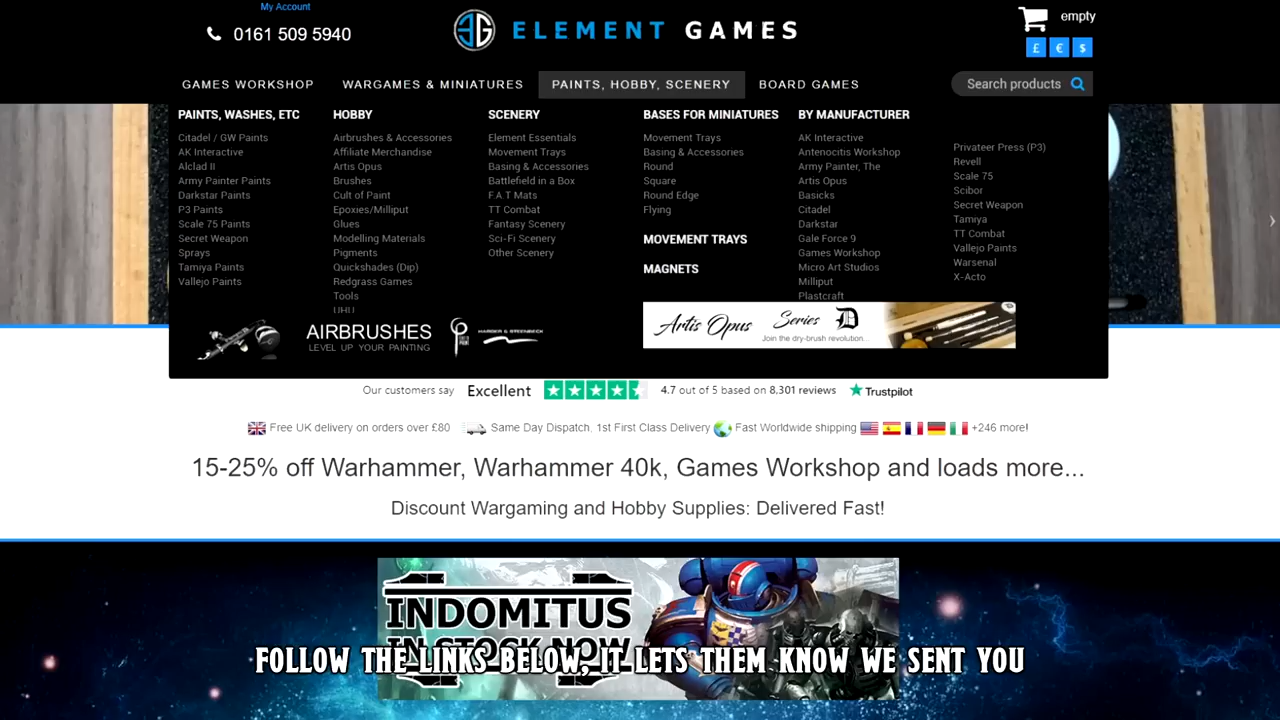 My Account
0161 509 5940
ELEMENT GAMES
empty
£ € $
GAMES WORKSHOP
WARGAMES & MINIATURES
PAINTS, HOBBY, SCENERY
BOARD GAMES
Search products
PAINTS, WASHES, ETC
Citadel / GW Paints
AK Interactive
Alclad II
Army Painter Paints
Darkstar Paints
P3 Paints
Scale 75 Paints
Secret Weapon
Sprays
Tamiya Paints
Vallejo Paints
HOBBY
Airbrushes & Accessories
Affiliate Merchandise
Artis Opus
Brushes
Cult of Paint
Epoxies/Milliput
Glues
Modelling Materials
Pigments
Quickshades (Dip)
Redgrass Games
Tools
UHU
SCENERY
Element Essentials
Movement Trays
Basing & Accessories
Battlefield in a Box
F.A.T Mats
TT Combat
Fantasy Scenery
Sci-Fi Scenery
Other Scenery
BASES FOR MINIATURES
Movement Trays
Basing & Accessories
Round
Square
Round Edge
Flying
MOVEMENT TRAYS
MAGNETS
BY MANUFACTURER
AK Interactive
Antenocitis Workshop
Army Painter, The
Artis Opus
Basicks
Citadel
Darkstar
Gale Force 9
Games Workshop
Micro Art Studios
Milliput
Plastcraft
Privateer Press (P3)
Revell
Scale 75
Scibor
Secret Weapon
Tamiya
TT Combat
Vallejo Paints
Warsenal
X-Acto
AIRBRUSHES
LEVEL UP YOUR PAINTING
HARDER & STEENBECK
Artis Opus Series D
Join the dry-brush revolution...
Our customers say Excellent 4.7 out of 5 based on 8,301 reviews Trustpilot
Free UK delivery on orders over £80
Same Day Dispatch, 1st First Class Delivery
Fast Worldwide shipping
+246 more!
15-25% off Warhammer, Warhammer 40k, Games Workshop and loads more...
Discount Wargaming and Hobby Supplies: Delivered Fast!
INDOMITUS
IN STOCK NOW
FOLLOW THE LINKS BELOW, IT LETS THEM KNOW WE SENT YOU